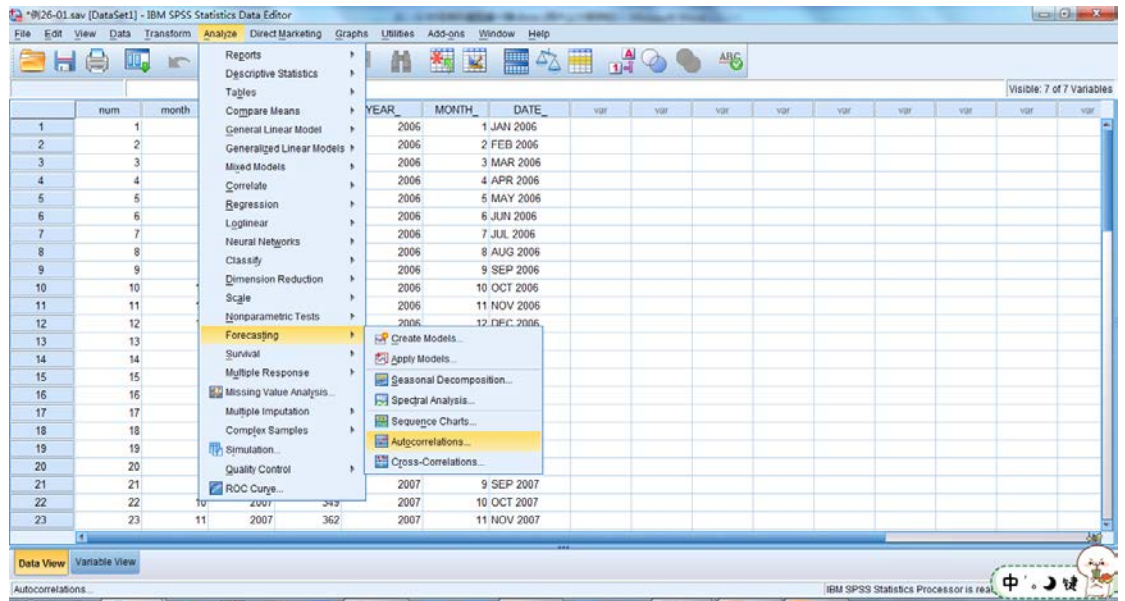 *例26-01.sav [DataSet1] - IBM SPSS Statistics Data Editor
File Edit View Data Transform Analyze Direct Marketing Graphs Utilities Add-ons Window Help
Visible: 7 of 7 Variables
num month YEAR_ MONTH_ DATE_ var var var var var var var var
Reports
Descriptive Statistics
Tables
Compare Means
General Linear Model
Generalized Linear Models
Mixed Models
Correlate
Regression
Loglinear
Neural Networks
Classify
Dimension Reduction
Scale
Nonparametric Tests
Forecasting
Survival
Multiple Response
Missing Value Analysis...
Multiple Imputation
Complex Samples
Simulation...
Quality Control
ROC Curve...
Create Models...
Apply Models...
Seasonal Decomposition...
Spectral Analysis...
Sequence Charts...
Autocorrelations...
Cross-Correlations...
1 1 2006 1 JAN 2006
2 2 2006 2 FEB 2006
3 3 2006 3 MAR 2006
4 4 2006 4 APR 2006
5 5 2006 5 MAY 2006
6 6 2006 6 JUN 2006
7 7 2006 7 JUL 2006
8 8 2006 8 AUG 2006
9 9 2006 9 SEP 2006
10 10 2006 10 OCT 2006
11 11 2006 11 NOV 2006
12 12 2006 12 DEC 2006
13 13
14 14
15 15
16 16
17 17
18 18
19 19
20 20
21 21 2007 9 SEP 2007
22 22 10 2007 349 2007 10 OCT 2007
23 23 11 2007 362 2007 11 NOV 2007
Data View Variable View
Autocorrelations...
IBM SPSS Statistics Processor is
中